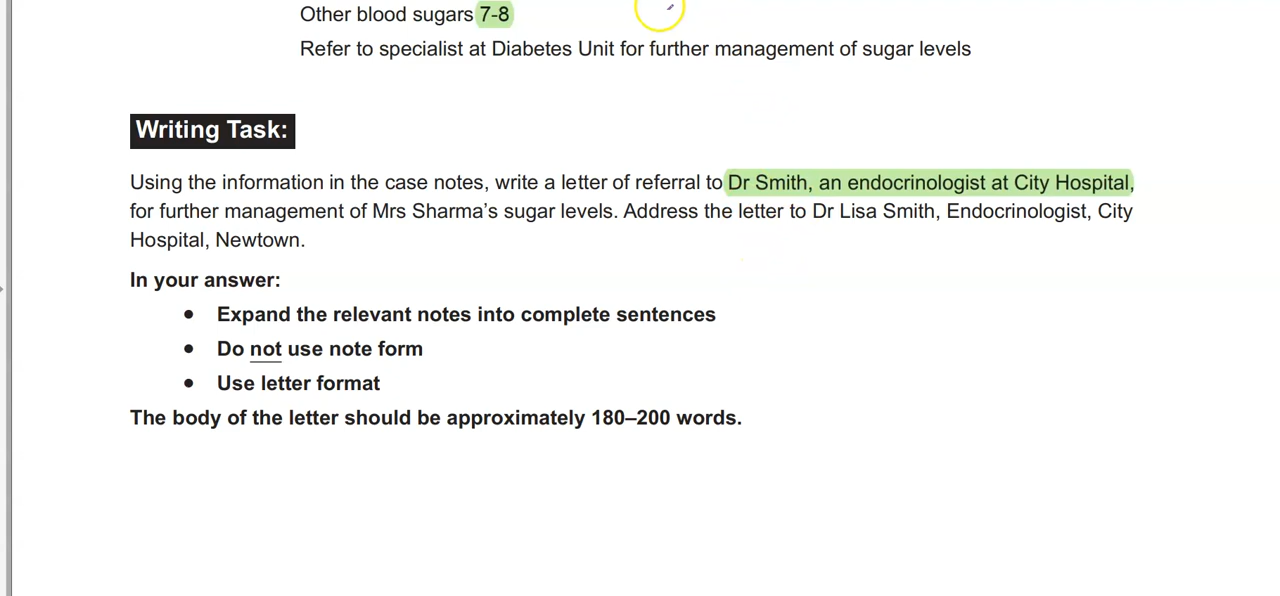 Other blood sugars 7-8
Refer to specialist at Diabetes Unit for further management of sugar levels
Writing Task:
Using the information in the case notes, write a letter of referral to Dr Smith, an endocrinologist at City Hospital,
for further management of Mrs Sharma’s sugar levels. Address the letter to Dr Lisa Smith, Endocrinologist, City
Hospital, Newtown.
In your answer:
● Expand the relevant notes into complete sentences
● Do not use note form
● Use letter format
The body of the letter should be approximately 180–200 words.